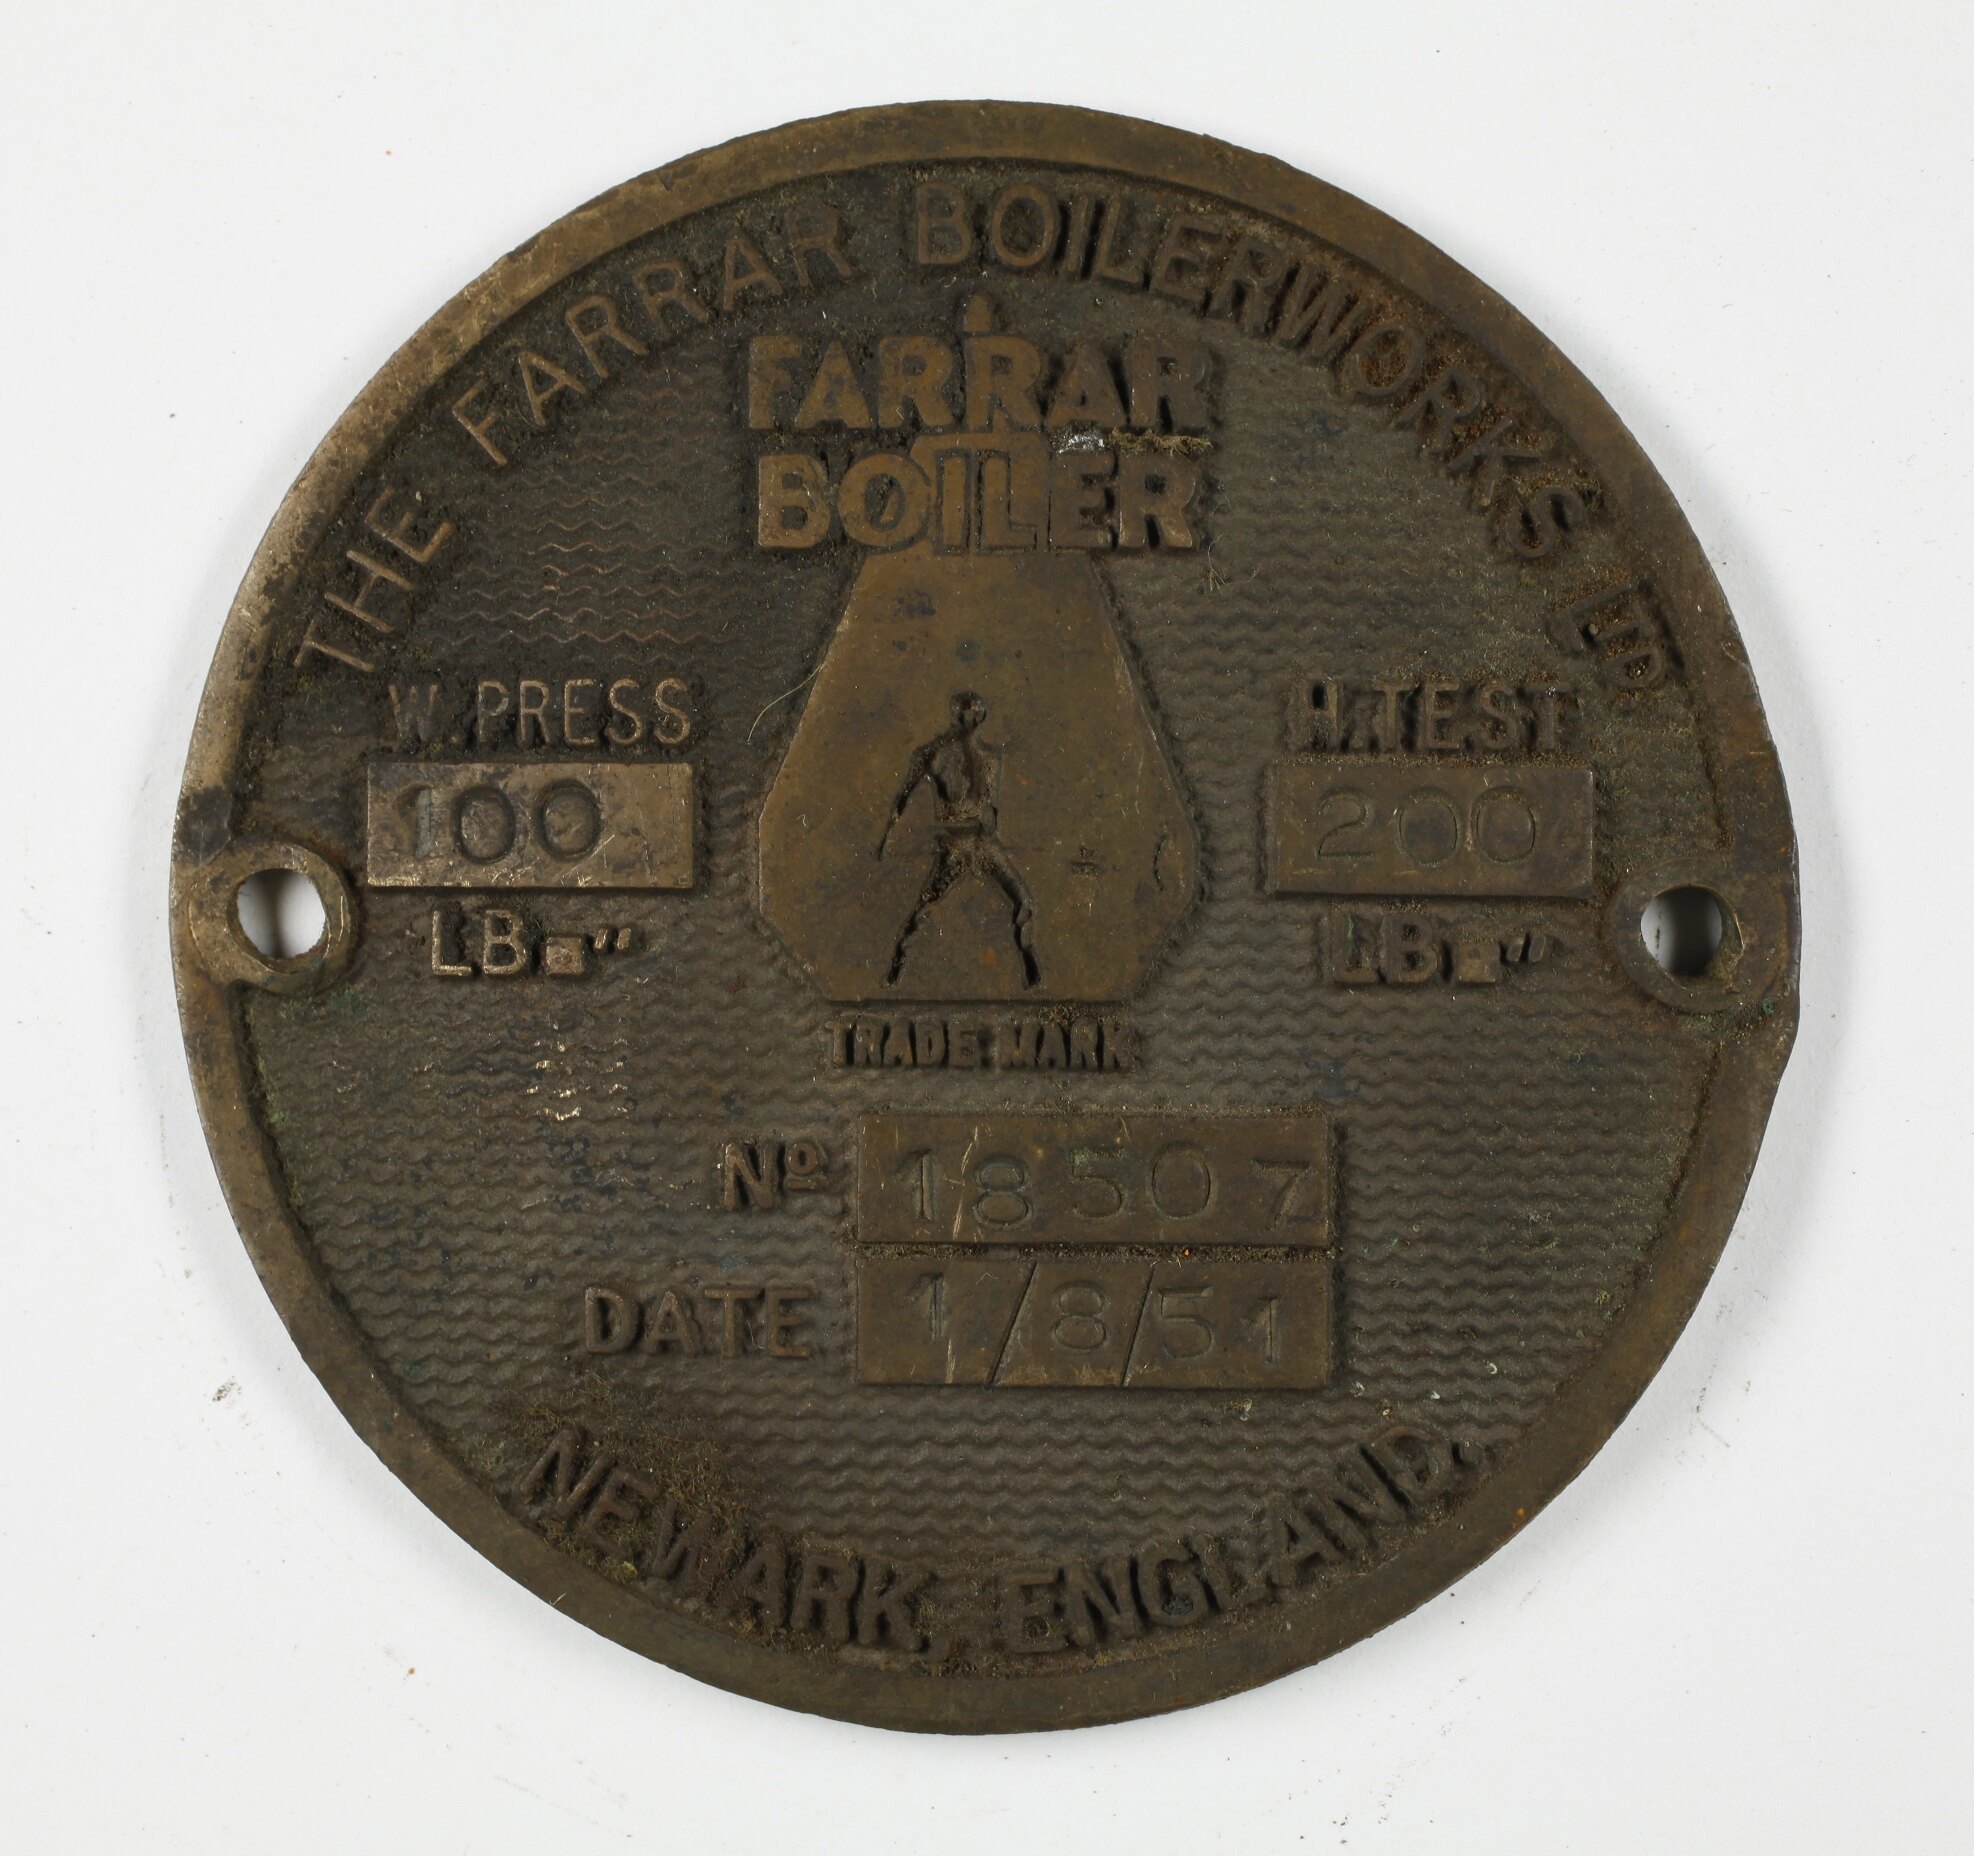 THE FARRAR BOILERWORKS LTD
FARRAR
BOILER
W. PRESS
100
LB□"
H. TEST
200
LB□"
TRADE MARK
Nº 18507
DATE 1/8/51
NEWARK, ENGLAND.